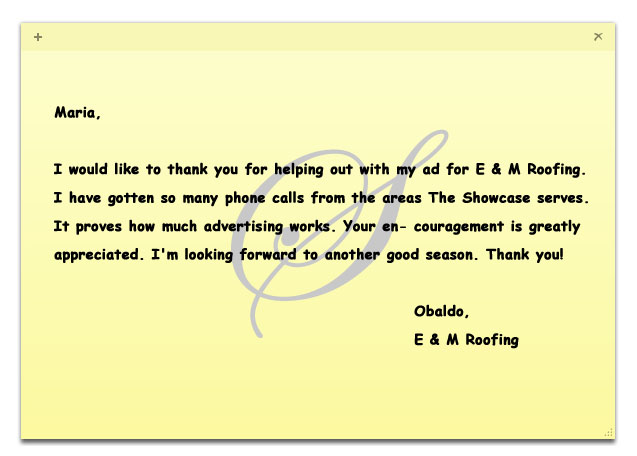 Maria,
I would like to thank you for helping out with my ad for E & M Roofing.
I have gotten so many phone calls from the areas The Showcase serves.
It proves how much advertising works. Your en- couragement is greatly
appreciated. I'm looking forward to another good season. Thank you!
Obaldo,
E & M Roofing